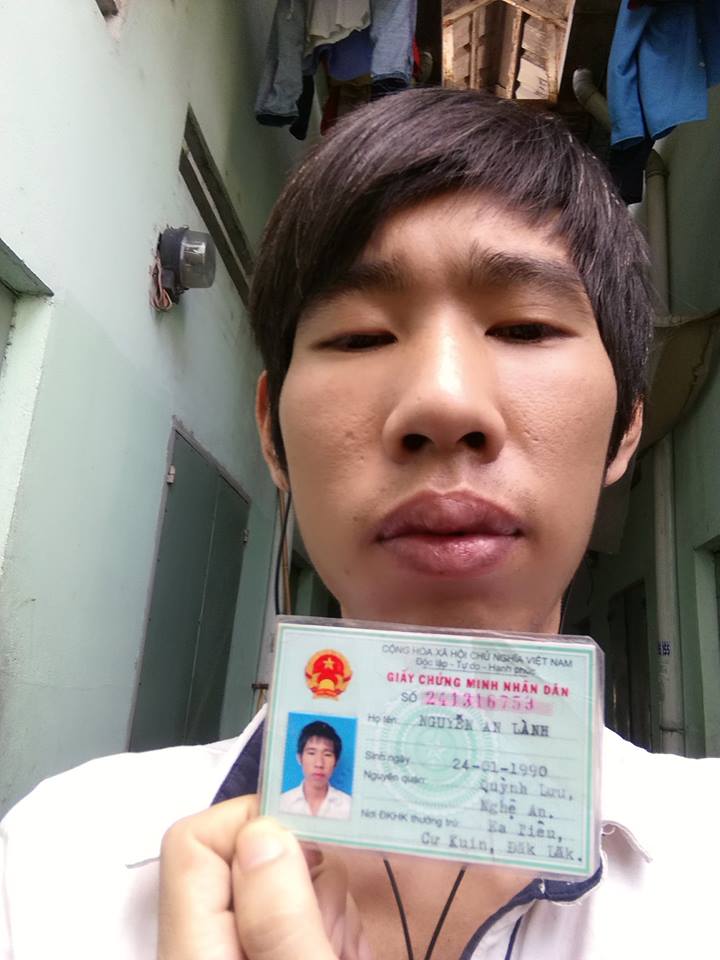 CỘNG HÒA XÃ HỘI CHỦ NGHĨA VIỆT NAM
Độc lập - Tự do - Hạnh phúc
GIẤY CHỨNG MINH NHÂN DÂN
SỐ 241316753
Họ tên: NGUYỄN AN LÀNH
Sinh ngày 24-01-1990
Nguyên quán: Quỳnh Lưu,
Nghệ An.
Nơi ĐKHK thường trú: Ea Tiêu,
Cư Kuin, Đăk Lăk.